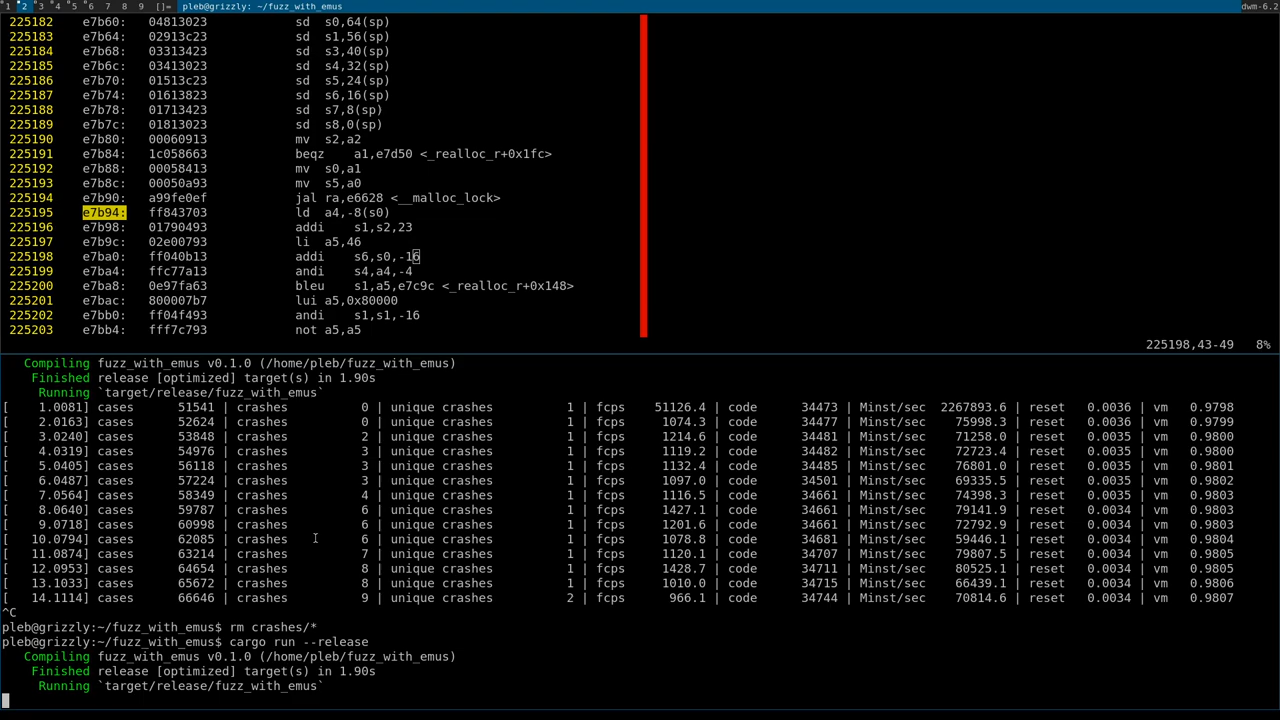 1 2 3 4 5 6 7 8 9 []= pleb@grizzly: ~/fuzz_with_emus dwm-6.2
225182 e7b60: 04813023 sd s0,64(sp)
225183 e7b64: 02913c23 sd s1,56(sp)
225184 e7b68: 03313423 sd s3,40(sp)
225185 e7b6c: 03413023 sd s4,32(sp)
225186 e7b70: 01513c23 sd s5,24(sp)
225187 e7b74: 01613823 sd s6,16(sp)
225188 e7b78: 01713423 sd s7,8(sp)
225189 e7b7c: 01813023 sd s8,0(sp)
225190 e7b80: 00060913 mv s2,a2
225191 e7b84: 1c058663 beqz a1,e7d50 <_realloc_r+0x1fc>
225192 e7b88: 00058413 mv s0,a1
225193 e7b8c: 00050a93 mv s5,a0
225194 e7b90: a99fe0ef jal ra,e6628 <__malloc_lock>
225195 e7b94: ff843703 ld a4,-8(s0)
225196 e7b98: 01790493 addi s1,s2,23
225197 e7b9c: 02e00793 li a5,46
225198 e7ba0: ff040b13 addi s6,s0,-16
225199 e7ba4: ffc77a13 andi s4,a4,-4
225200 e7ba8: 0e97fa63 bleu s1,a5,e7c9c <_realloc_r+0x148>
225201 e7bac: 800007b7 lui a5,0x80000
225202 e7bb0: ff04f493 andi s1,s1,-16
225203 e7bb4: fff7c793 not a5,a5
225198,43-49 8%
Compiling fuzz_with_emus v0.1.0 (/home/pleb/fuzz_with_emus)
Finished release [optimized] target(s) in 1.90s
Running `target/release/fuzz_with_emus`
[ 1.0081] cases 51541 | crashes 0 | unique crashes 1 | fcps 51126.4 | code 34473 | Minst/sec 2267893.6 | reset 0.0036 | vm 0.9798
[ 2.0163] cases 52624 | crashes 0 | unique crashes 1 | fcps 1074.3 | code 34477 | Minst/sec 75998.3 | reset 0.0036 | vm 0.9799
[ 3.0240] cases 53848 | crashes 2 | unique crashes 1 | fcps 1214.6 | code 34481 | Minst/sec 71258.0 | reset 0.0035 | vm 0.9800
[ 4.0319] cases 54976 | crashes 3 | unique crashes 1 | fcps 1119.2 | code 34482 | Minst/sec 72723.4 | reset 0.0035 | vm 0.9800
[ 5.0405] cases 56118 | crashes 3 | unique crashes 1 | fcps 1132.4 | code 34485 | Minst/sec 76801.0 | reset 0.0035 | vm 0.9801
[ 6.0487] cases 57224 | crashes 3 | unique crashes 1 | fcps 1097.0 | code 34501 | Minst/sec 69335.5 | reset 0.0035 | vm 0.9802
[ 7.0564] cases 58349 | crashes 4 | unique crashes 1 | fcps 1116.5 | code 34661 | Minst/sec 74398.3 | reset 0.0035 | vm 0.9803
[ 8.0640] cases 59787 | crashes 6 | unique crashes 1 | fcps 1427.1 | code 34661 | Minst/sec 79141.9 | reset 0.0034 | vm 0.9803
[ 9.0718] cases 60998 | crashes 6 | unique crashes 1 | fcps 1201.6 | code 34661 | Minst/sec 72792.9 | reset 0.0034 | vm 0.9803
[ 10.0794] cases 62085 | crashes 6 | unique crashes 1 | fcps 1078.8 | code 34681 | Minst/sec 59446.1 | reset 0.0034 | vm 0.9804
[ 11.0874] cases 63214 | crashes 7 | unique crashes 1 | fcps 1120.1 | code 34707 | Minst/sec 79807.5 | reset 0.0034 | vm 0.9805
[ 12.0953] cases 64654 | crashes 8 | unique crashes 1 | fcps 1428.7 | code 34711 | Minst/sec 80525.1 | reset 0.0034 | vm 0.9805
[ 13.1033] cases 65672 | crashes 8 | unique crashes 1 | fcps 1010.0 | code 34715 | Minst/sec 66439.1 | reset 0.0034 | vm 0.9806
[ 14.1114] cases 66646 | crashes 9 | unique crashes 2 | fcps 966.1 | code 34744 | Minst/sec 70814.6 | reset 0.0034 | vm 0.9807
^C
pleb@grizzly:~/fuzz_with_emus$ rm crashes/*
pleb@grizzly:~/fuzz_with_emus$ cargo run --release
Compiling fuzz_with_emus v0.1.0 (/home/pleb/fuzz_with_emus)
Finished release [optimized] target(s) in 1.90s
Running `target/release/fuzz_with_emus`